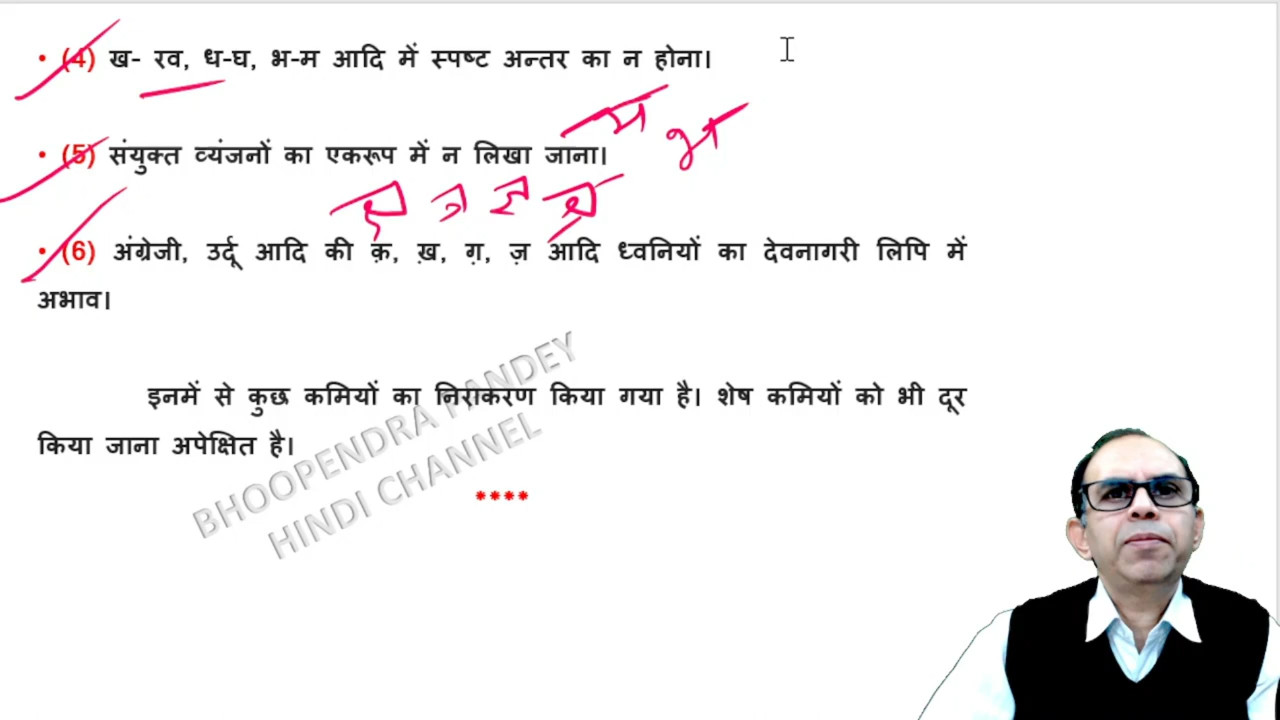 • (4) ख- रव, ध-घ, भ-म आदि में स्पष्ट अन्तर का न होना।
म भ
• (5) संयुक्त व्यंजनों का एकरूप में न लिखा जाना।
क्ष त्र ज्ञ श्र
• (6) अंग्रेजी, उर्दू आदि की क़, ख़, ग़, ज़ आदि ध्वनियों का देवनागरी लिपि में
अभाव।
इनमें से कुछ कमियों का निराकरण किया गया है। शेष कमियों को भी दूर
किया जाना अपेक्षित है।
BHOOPENDRA PANDEY
HINDI CHANNEL
****